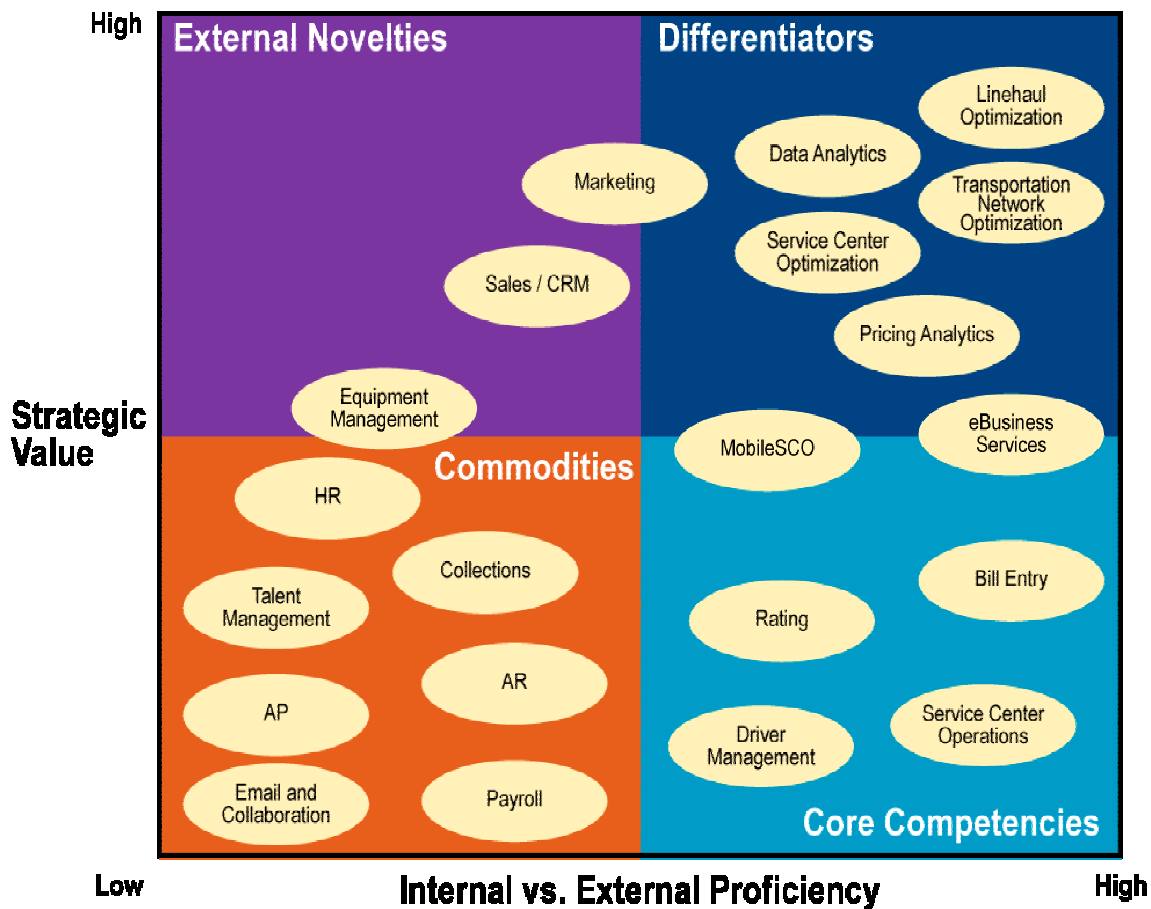 High
External Novelties
Differentiators
Linehaul
Optimization
Data Analytics
Marketing
Transportation
Network
Optimization
Service Center
Optimization
Sales / CRM
Pricing Analytics
Equipment
Management
Strategic
Value
eBusiness
Services
MobileSCO
Commodities
HR
Collections
Bill Entry
Talent
Management
Rating
AR
AP
Service Center
Operations
Driver
Management
Email and
Collaboration
Payroll
Core Competencies
Low
Internal vs. External Proficiency
High